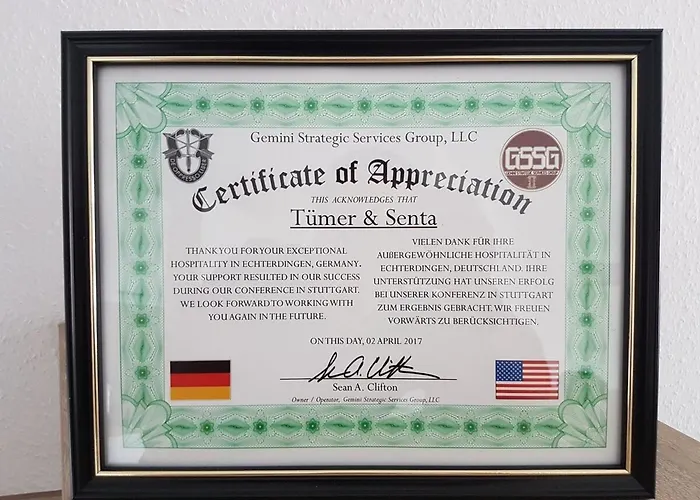 Gemini Strategic Services Group, LLC
GSSG
Certificate of Appreciation
THIS ACKNOWLEDGES THAT
Tümer & Senta
THANK YOU FOR YOUR EXCEPTIONAL
HOSPITALITY IN ECHTERDINGEN, GERMANY.
YOUR SUPPORT RESULTED IN OUR SUCCESS
DURING OUR CONFERENCE IN STUTTGART.
WE LOOK FORWARD TO WORKING WITH
YOU AGAIN IN THE FUTURE.
VIELEN DANK FÜR IHRE
AUßERGEWÖHNLICHE HOSPITALITÄT IN
ECHTERDINGEN, DEUTSCHLAND. IHRE
UNTERSTÜTZUNG HAT UNSEREN ERFOLG
BEI UNSERER KONFERENZ IN STUTTGART
ZUM ERGEBNIS GEBRACHT. WIR FREUEN
VORWÄRTS ZU BERÜCKSICHTIGEN.
ON THIS DAY, 02 APRIL 2017
Sean A. Clifton
Owner / Operator, Gemini Strategic Services Group, LLC